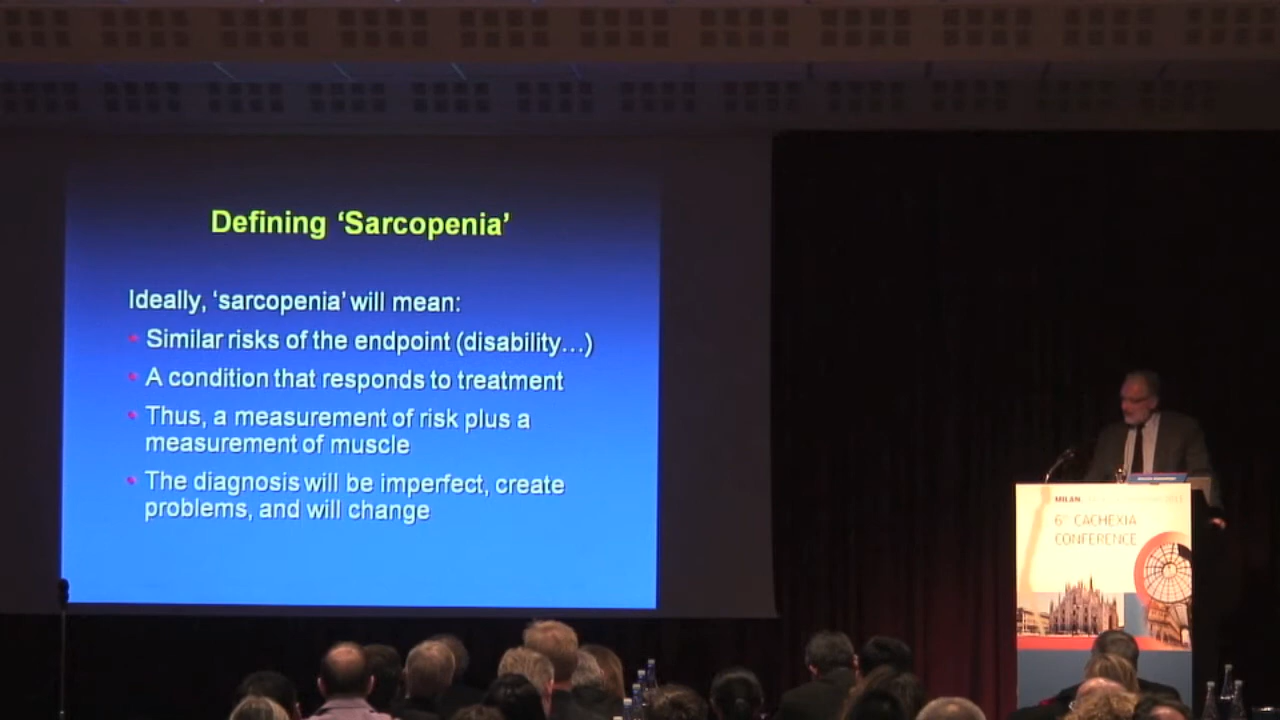 Defining ‘Sarcopenia’
Ideally, ‘sarcopenia’ will mean:
Similar risks of the endpoint (disability…)
A condition that responds to treatment
Thus, a measurement of risk plus a
measurement of muscle
The diagnosis will be imperfect, create
problems, and will change
MILAN
6th CACHEXIA
CONFERENCE